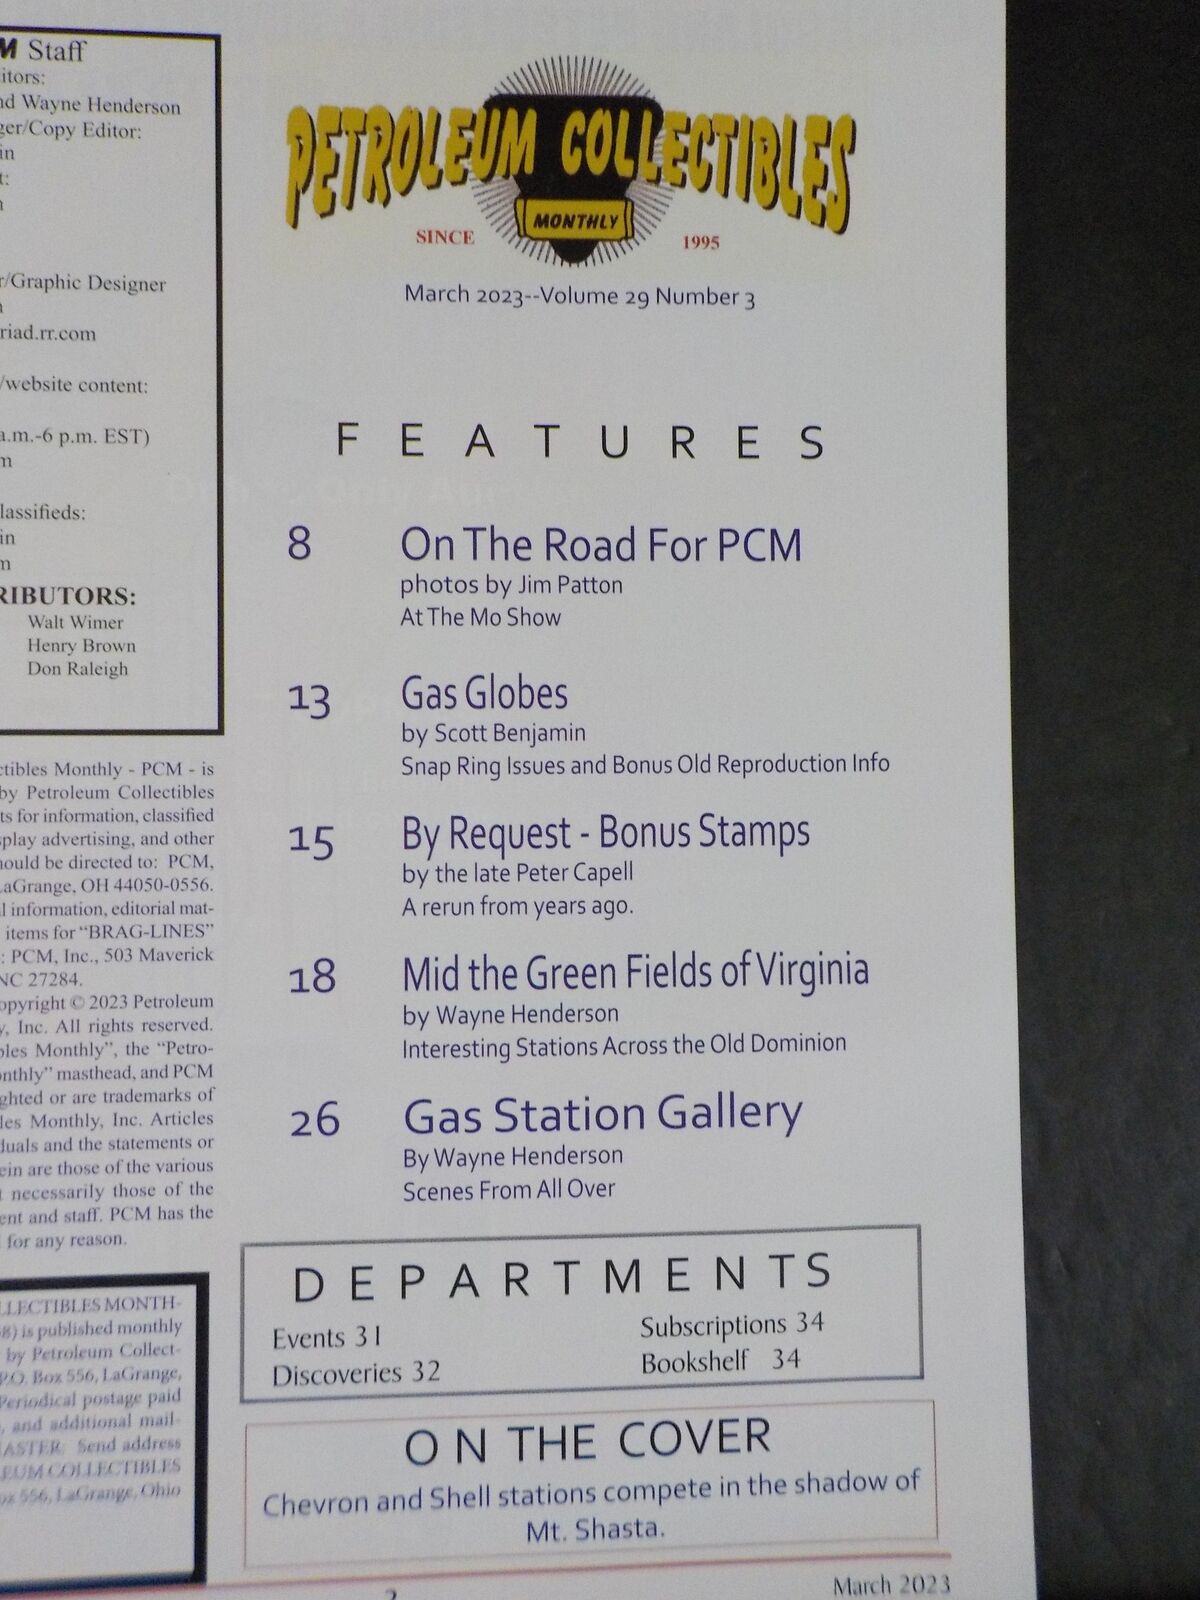 M Staff
itors:
nd Wayne Henderson
ger/Copy Editor:
in
t:
r/Graphic Designer
riad.rr.com
/website content:
a.m.-6 p.m. EST)
m
lassifieds:
in
m
RIBUTORS:
Walt Wimer
Henry Brown
Don Raleigh
ctibles Monthly - PCM - is
by Petroleum Collectibles
ts for information, classified
splay advertising, and other
hould be directed to: PCM,
LaGrange, OH 44050-0556.
l information, editorial mat-
items for "BRAG-LINES"
: PCM, Inc., 503 Maverick
NC 27284.
opyright © 2023 Petroleum
y, Inc. All rights reserved.
bles Monthly", the "Petro-
onthly" masthead, and PCM
ghted or are trademarks of
les Monthly, Inc. Articles
duals and the statements or
ein are those of the various
t necessarily those of the
ent and staff. PCM has the
for any reason.
LLECTIBLES MONTH-
8) is published monthly
by Petroleum Collect-
P.O. Box 556, LaGrange,
Periodical postage paid
, and additional mail-
ASTER: Send address
EUM COLLECTIBLES
ox 556, LaGrange, Ohio
PETROLEUM COLLECTIBLES
MONTHLY
SINCE 1995
March 2023--Volume 29 Number 3
FEATURES
8 On The Road For PCM
photos by Jim Patton
At The Mo Show
13 Gas Globes
by Scott Benjamin
Snap Ring Issues and Bonus Old Reproduction Info
15 By Request - Bonus Stamps
by the late Peter Capell
A rerun from years ago.
18 Mid the Green Fields of Virginia
by Wayne Henderson
Interesting Stations Across the Old Dominion
26 Gas Station Gallery
By Wayne Henderson
Scenes From All Over
DEPARTMENTS
Events 31 Subscriptions 34
Discoveries 32 Bookshelf 34
ON THE COVER
Chevron and Shell stations compete in the shadow of
Mt. Shasta.
2 March 2023